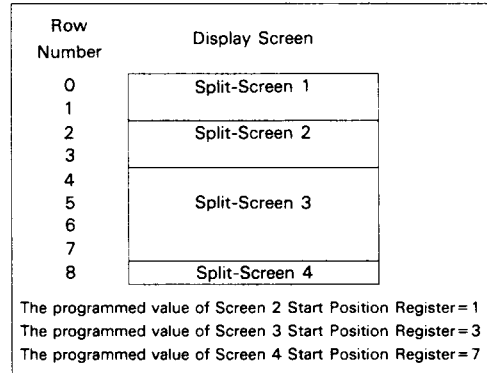 Row
Number
Display Screen
0
Split-Screen 1
1
2
Split-Screen 2
3
4
5
Split-Screen 3
6
7
8
Split-Screen 4
The programmed value of Screen 2 Start Position Register=1
The programmed value of Screen 3 Start Position Register=3
The programmed value of Screen 4 Start Position Register=7